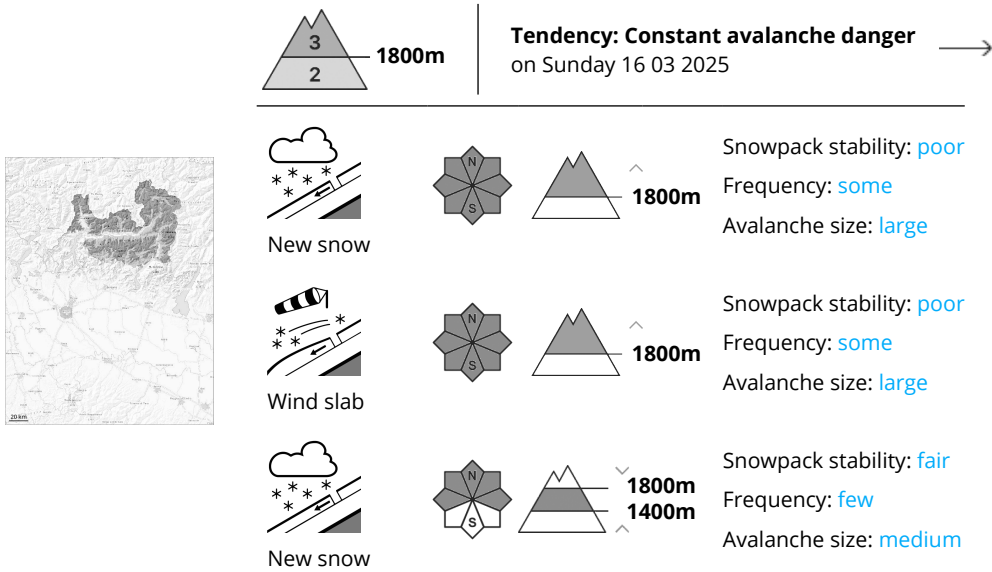 3
1800m
2
Tendency: Constant avalanche danger
on Sunday 16 03 2025
20 km
N
S
1800m
New snow
Snowpack stability: poor
Frequency: some
Avalanche size: large
N
S
1800m
Wind slab
Snowpack stability: poor
Frequency: some
Avalanche size: large
N
S
1800m
1400m
New snow
Snowpack stability: fair
Frequency: few
Avalanche size: medium